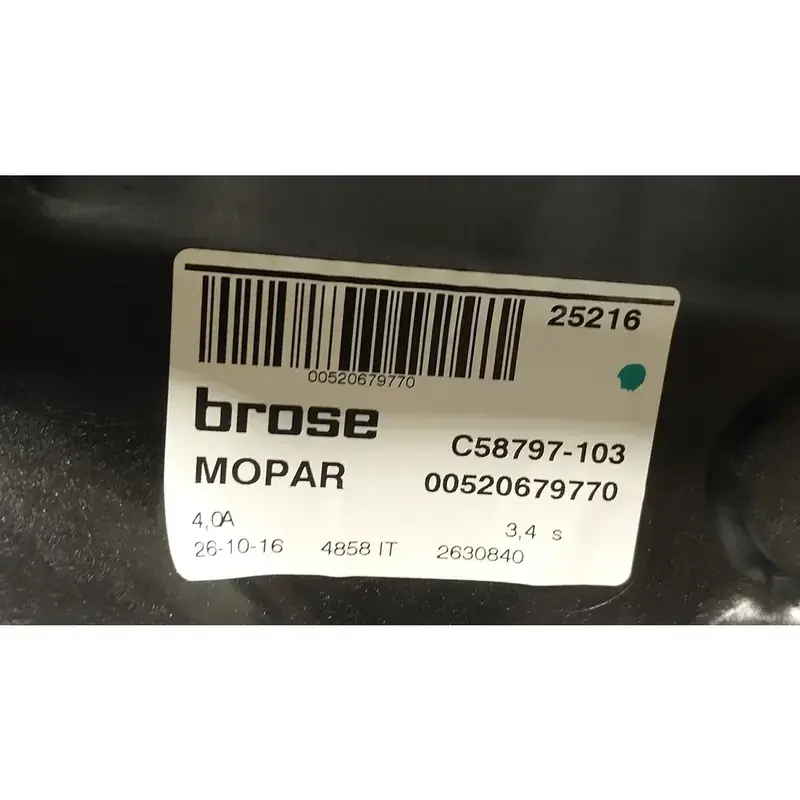 25216
00520679770
brose
C58797-103
MOPAR
00520679770
4,0A
3,4 s
26-10-16 4858 IT 2630840